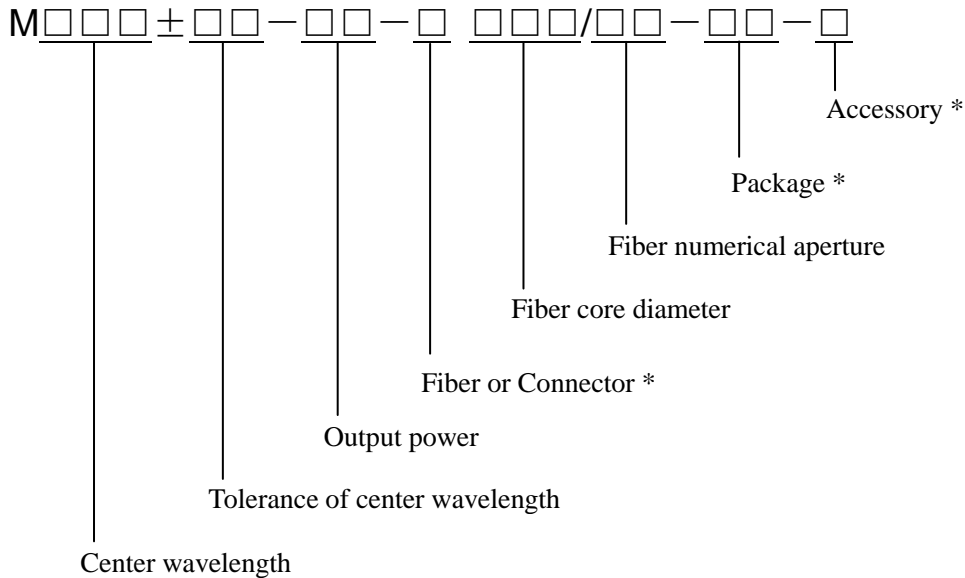 M□□□±□□−□□−□ □□□/□□−□□−□
Accessory *
Package *
Fiber numerical aperture
Fiber core diameter
Fiber or Connector *
Output power
Tolerance of center wavelength
Center wavelength